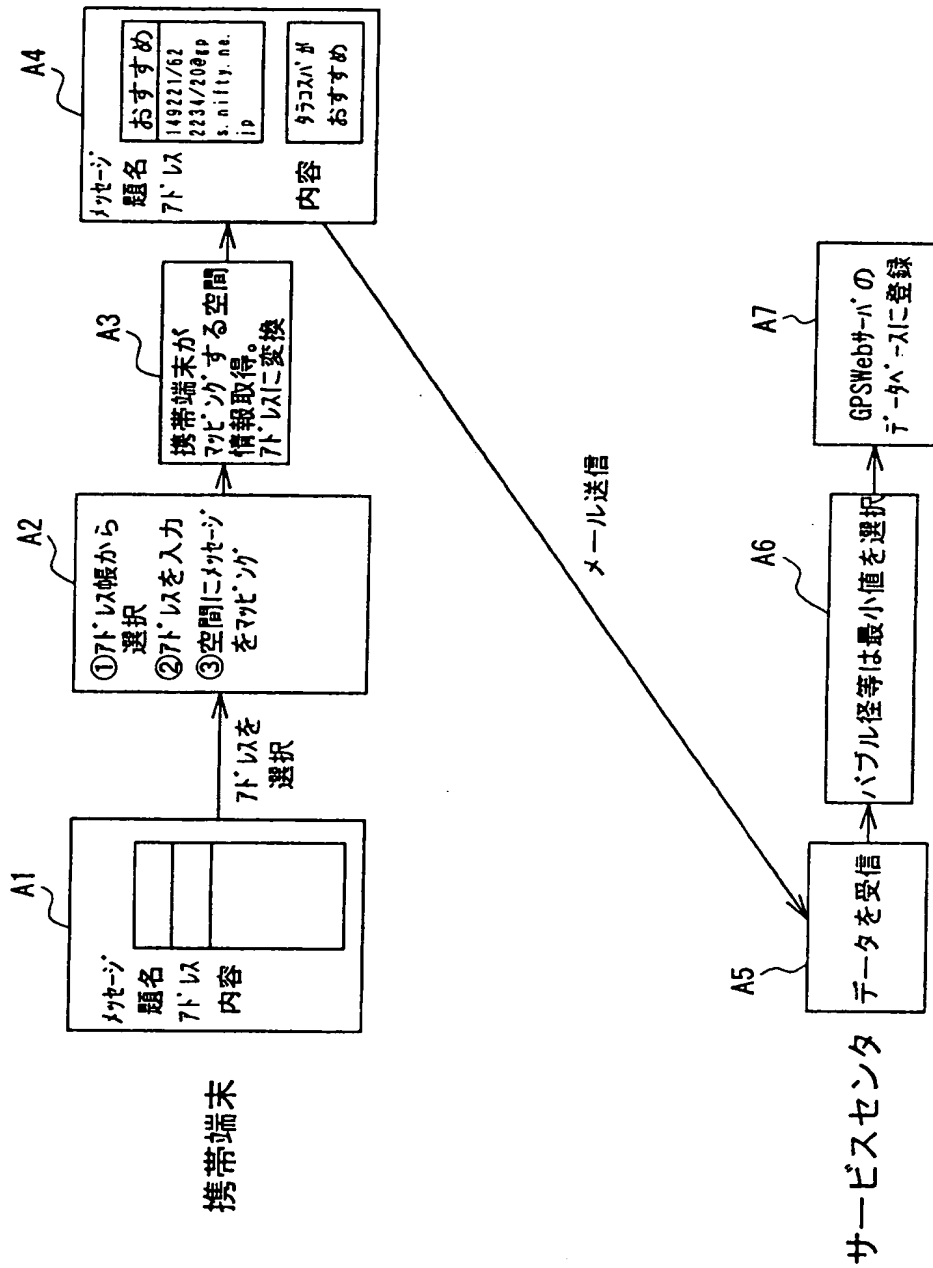 携帯端末
A1
メッセージ
題名
アドレス
内容
アドレスを
選択
A2
①アドレス帳から
選択
②アドレスを入力
③空間にメッセージ
をマッピング
A3
携帯端末が
マッピングする空間
情報取得。
アドレスに変換
A4
メッセージ
題名
おすすめ
アドレス
149221/62
2234/20@gp
s.nifty.ne.
jp
内容
タラコスパが
おすすめ
メール送信
サービスセンタ
A5
データを受信
A6
バブル径等は最小値を選択
A7
GPSWebサーバの
データベースに登録